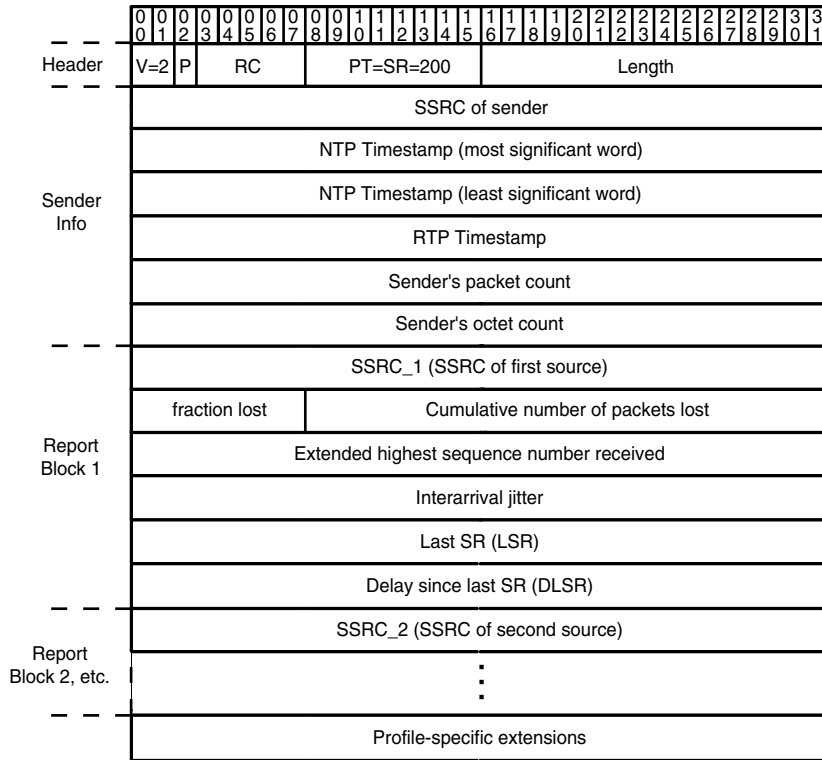 0 0 0 0 0 0 0 0 0 0 1 1 1 1 1 1 1 1 1 1 2 2 2 2 2 2 2 2 2 2 3 3
0 1 2 3 4 5 6 7 8 9 0 1 2 3 4 5 6 7 8 9 0 1 2 3 4 5 6 7 8 9 0 1
Header V=2 P RC PT=SR=200 Length
SSRC of sender
NTP Timestamp (most significant word)
NTP Timestamp (least significant word)
Sender
Info
RTP Timestamp
Sender's packet count
Sender's octet count
SSRC_1 (SSRC of first source)
fraction lost Cumulative number of packets lost
Report
Block 1
Extended highest sequence number received
Interarrival jitter
Last SR (LSR)
Delay since last SR (DLSR)
SSRC_2 (SSRC of second source)
Report
Block 2, etc.
Profile-specific extensions